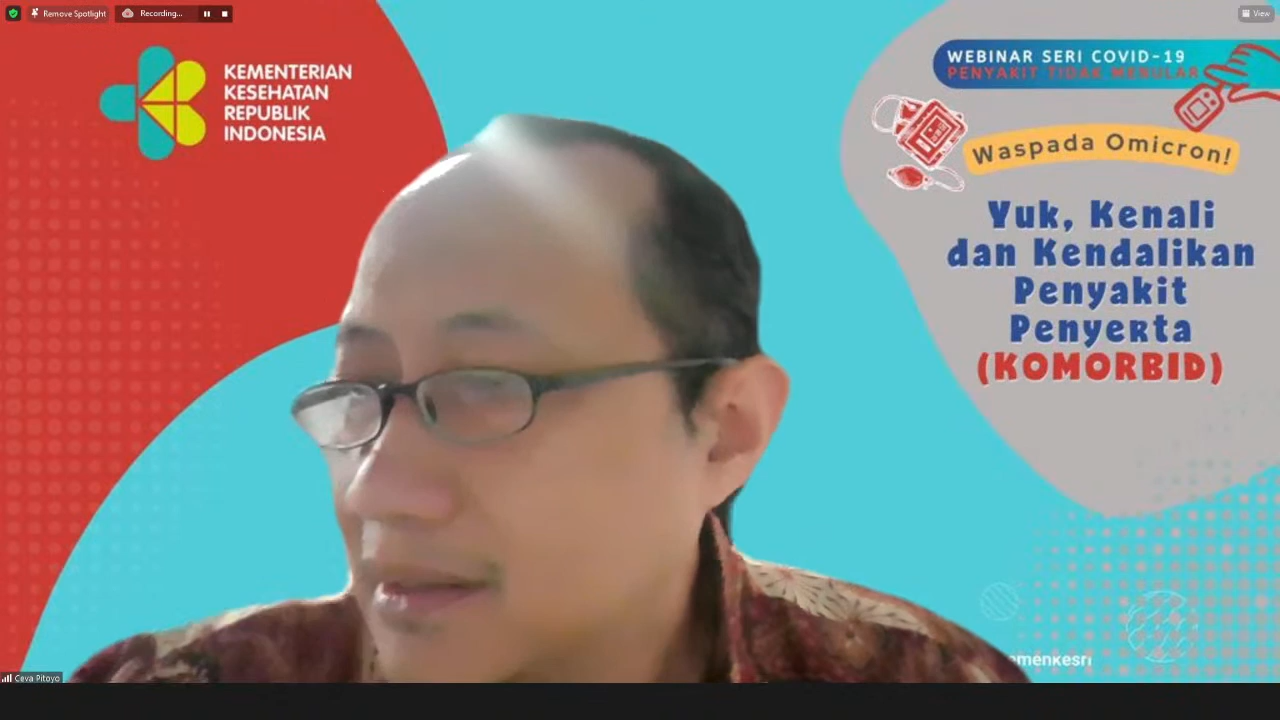 Remove Spotlight
Recording...
View
KEMENTERIAN
KESEHATAN
REPUBLIK
INDONESIA
WEBINAR SERI COVID-19
PENYAKIT TIDAK MENULAR
Waspada Omicron!
Yuk, Kenali
dan Kendalikan
Penyakit
Penyerta
(KOMORBID)
emenkesri
Ceva Pitoyo